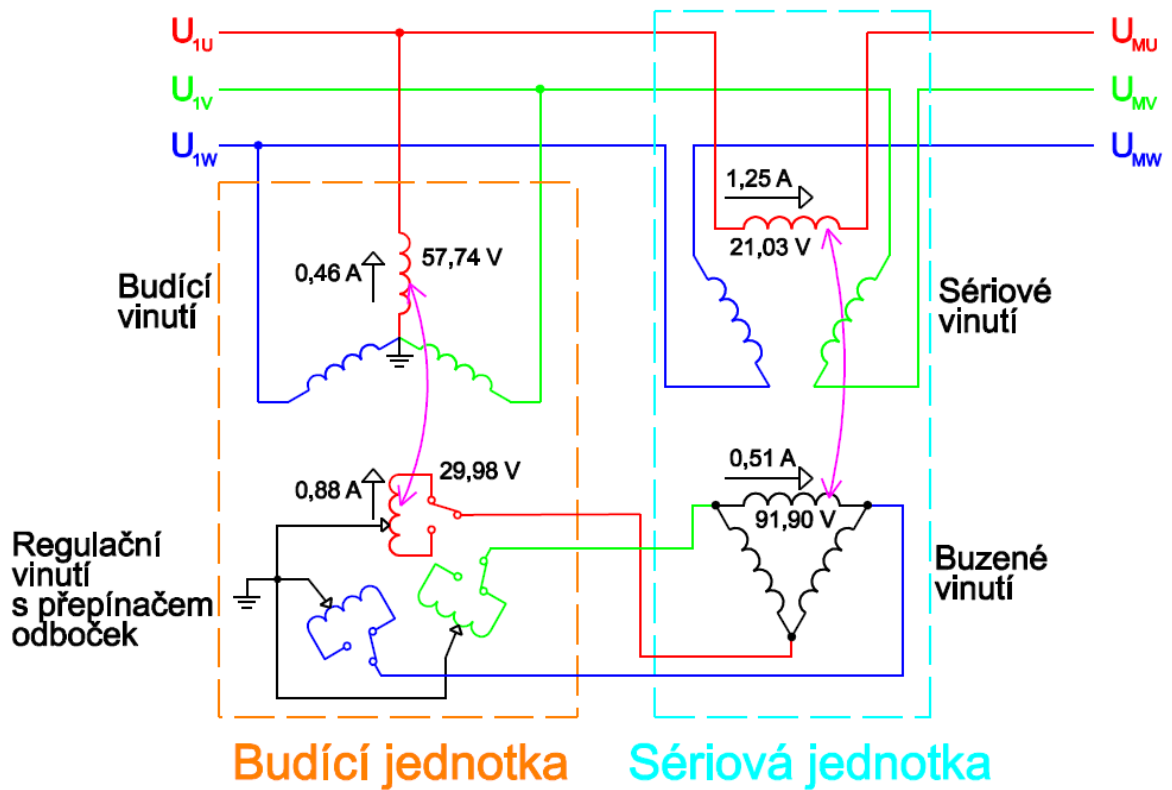 U1U
UMU
U1V
UMV
U1W
UMW
1,25 A
21,03 V
57,74 V
0,46 A
Budící
vinutí
Sériové
vinutí
29,98 V
0,88 A
0,51 A
91,90 V
Regulační
vinutí
s přepínačem
odboček
Buzené
vinutí
Budící jednotka
Sériová jednotka